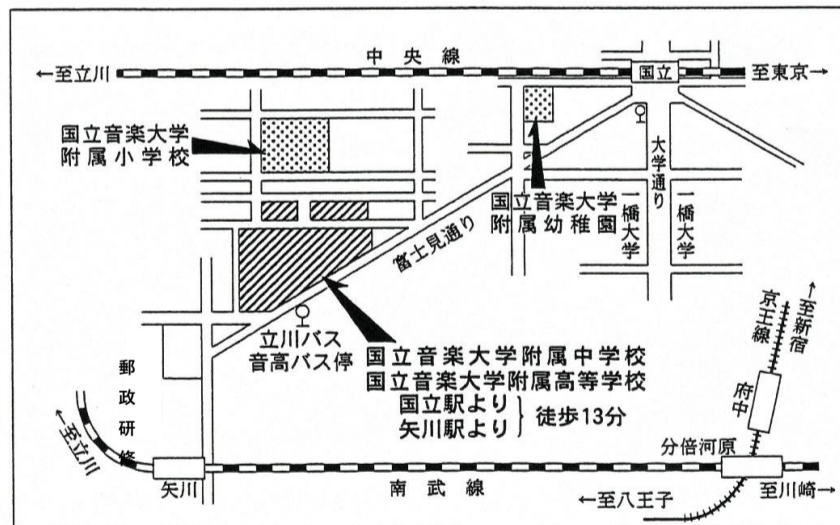 中央線
←至立川
国立
至東京→
国立音楽大学
附属小学校
大学通り
国立音楽大学
附属幼稚園
一橋大学
一橋大学
富士見通り
立川バス
音高バス停
国立音楽大学附属中学校
国立音楽大学附属高等学校
国立駅より
矢川駅より
徒歩13分
郵政研修
←至立川
矢川
南武線
分倍河原
府中
京王線
→至新宿
←至八王子
至川崎→